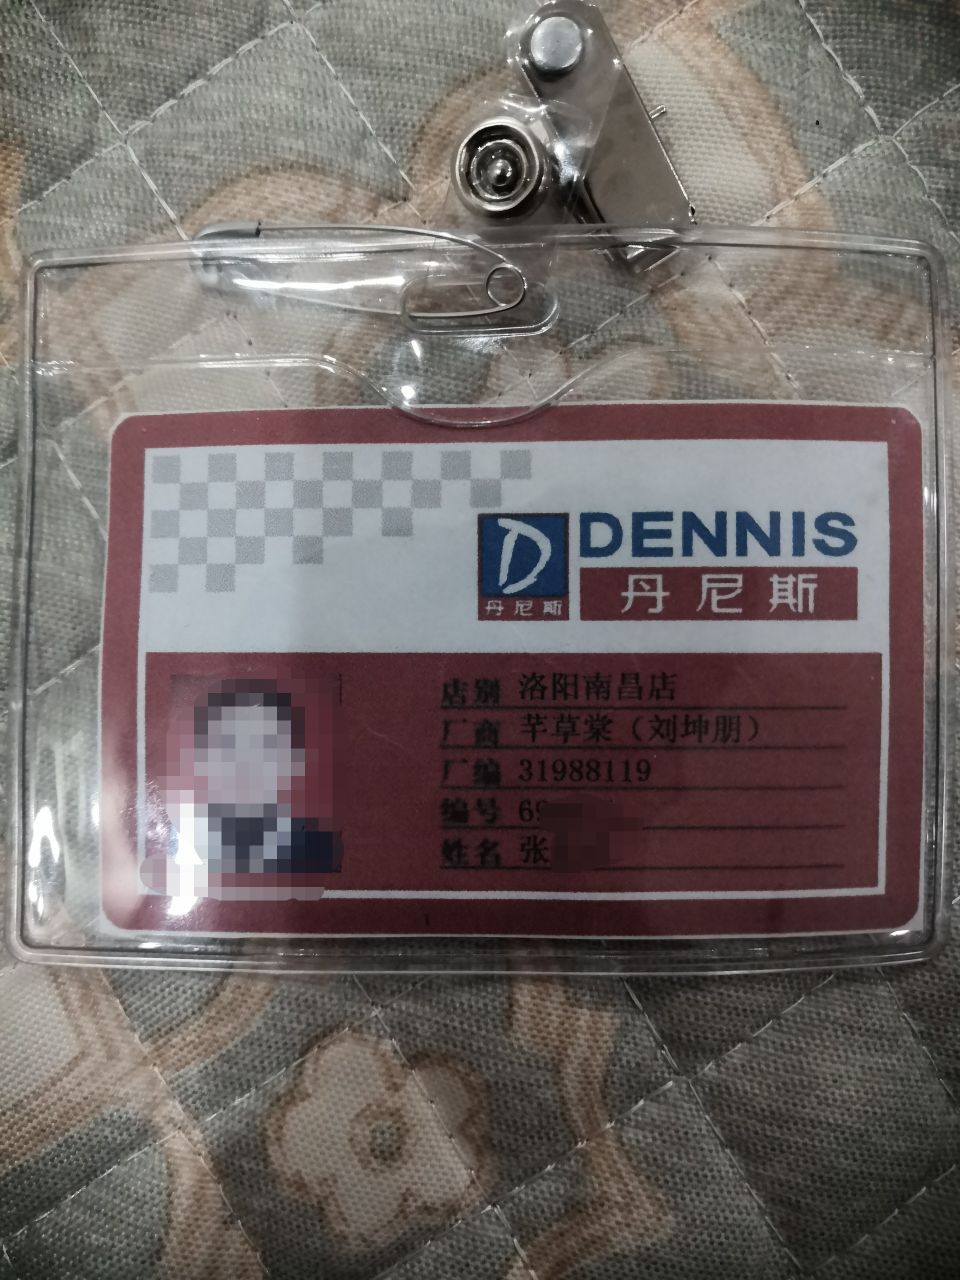 DENNIS
丹尼斯
丹尼斯
店别 洛阳南昌店
厂商 芊草棠（刘坤朋）
厂编 31988119
编号 69
姓名 张